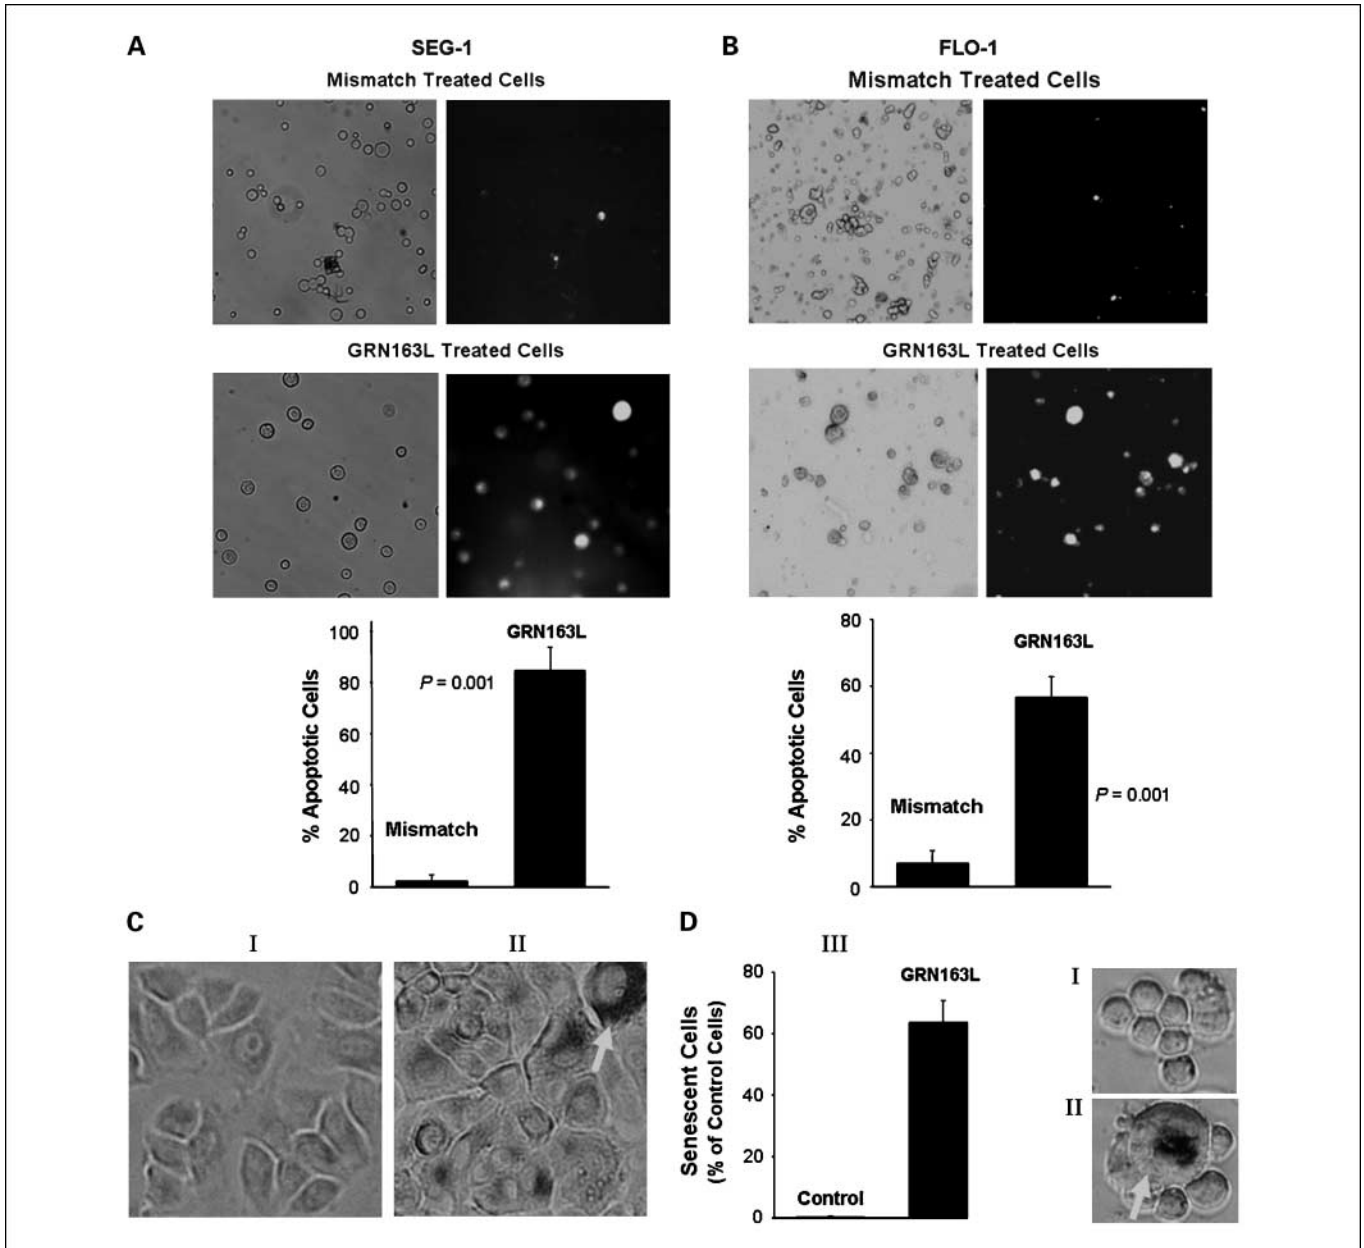 A
SEG-1
Mismatch Treated Cells
GRN163L Treated Cells
% Apoptotic Cells
100
80
60
40
20
0
GRN163L
P = 0.001
Mismatch
B
FLO-1
Mismatch Treated Cells
GRN163L Treated Cells
% Apoptotic Cells
80
60
40
20
0
GRN163L
Mismatch
P = 0.001
C
I
II
D
III
Senescent Cells
(% of Control Cells)
80
60
40
20
0
GRN163L
Control
I
II